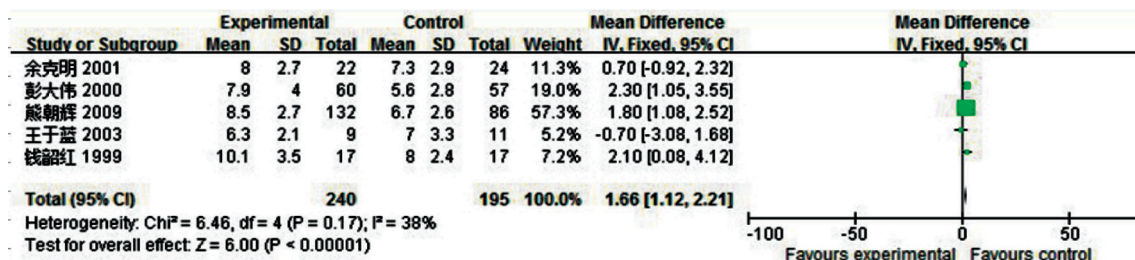 Experimental Control Mean Difference Mean Difference
Study or Subgroup Mean SD Total Mean SD Total Weight IV, Fixed, 95% CI IV, Fixed, 95% CI
余克明 2001 8 2.7 22 7.3 2.9 24 11.3% 0.70 [-0.92, 2.32]
彭大伟 2000 7.9 4 60 5.6 2.8 57 19.0% 2.30 [1.05, 3.55]
熊朝辉 2009 8.5 2.7 132 6.7 2.6 86 57.3% 1.80 [1.08, 2.52]
王于蓝 2003 6.3 2.1 9 7 3.3 11 5.2% -0.70 [-3.08, 1.68]
钱韶红 1999 10.1 3.5 17 8 2.4 17 7.2% 2.10 [0.08, 4.12]
Total (95% CI) 240 195 100.0% 1.66 [1.12, 2.21]
Heterogeneity: Chi² = 6.46, df = 4 (P = 0.17); I² = 38%
Test for overall effect: Z = 6.00 (P < 0.00001)
-100 -50 0 50
Favours experimental Favours control